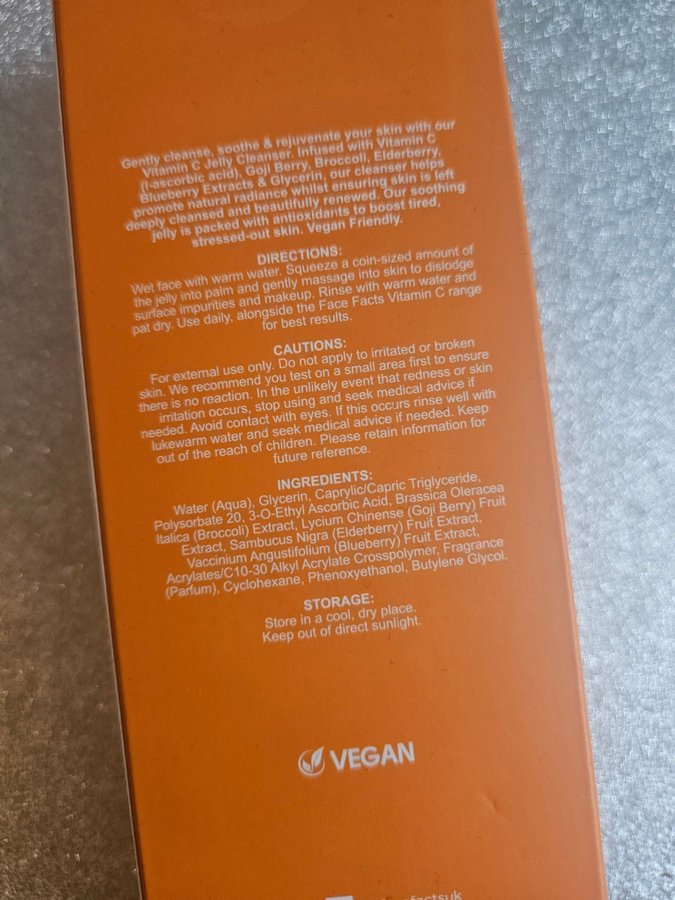 Gently cleanse, soothe & rejuvenate your skin with our
Vitamin C Jelly Cleanser. Infused with Vitamin C
(l-ascorbic acid), Goji Berry, Broccoli, Elderberry,
Blueberry Extracts & Glycerin, our cleanser helps
promote natural radiance whilst ensuring skin is left
deeply cleansed and beautifully renewed. Our soothing
jelly is packed with antioxidants to boost tired,
stressed-out skin. Vegan Friendly.
DIRECTIONS:
Wet face with warm water. Squeeze a coin-sized amount of
the jelly into palm and gently massage into skin to dislodge
surface impurities and makeup. Rinse with warm water and
pat dry. Use daily, alongside the Face Facts Vitamin C range
for best results.
CAUTIONS:
For external use only. Do not apply to irritated or broken
skin. We recommend you test on a small area first to ensure
there is no reaction. In the unlikely event that redness or skin
irritation occurs, stop using and seek medical advice if
needed. Avoid contact with eyes. If this occurs rinse well with
lukewarm water and seek medical advice if needed. Keep
out of the reach of children. Please retain information for
future reference.
INGREDIENTS:
Water (Aqua), Glycerin, Caprylic/Capric Triglyceride,
Polysorbate 20, 3-O-Ethyl Ascorbic Acid, Brassica Oleracea
Italica (Broccoli) Extract, Lycium Chinense (Goji Berry) Fruit
Extract, Sambucus Nigra (Elderberry) Fruit Extract,
Vaccinium Angustifolium (Blueberry) Fruit Extract,
Acrylates/C10-30 Alkyl Acrylate Crosspolymer, Fragrance
(Parfum), Cyclohexane, Phenoxyethanol, Butylene Glycol.
STORAGE:
Store in a cool, dry place.
Keep out of direct sunlight.
VEGAN